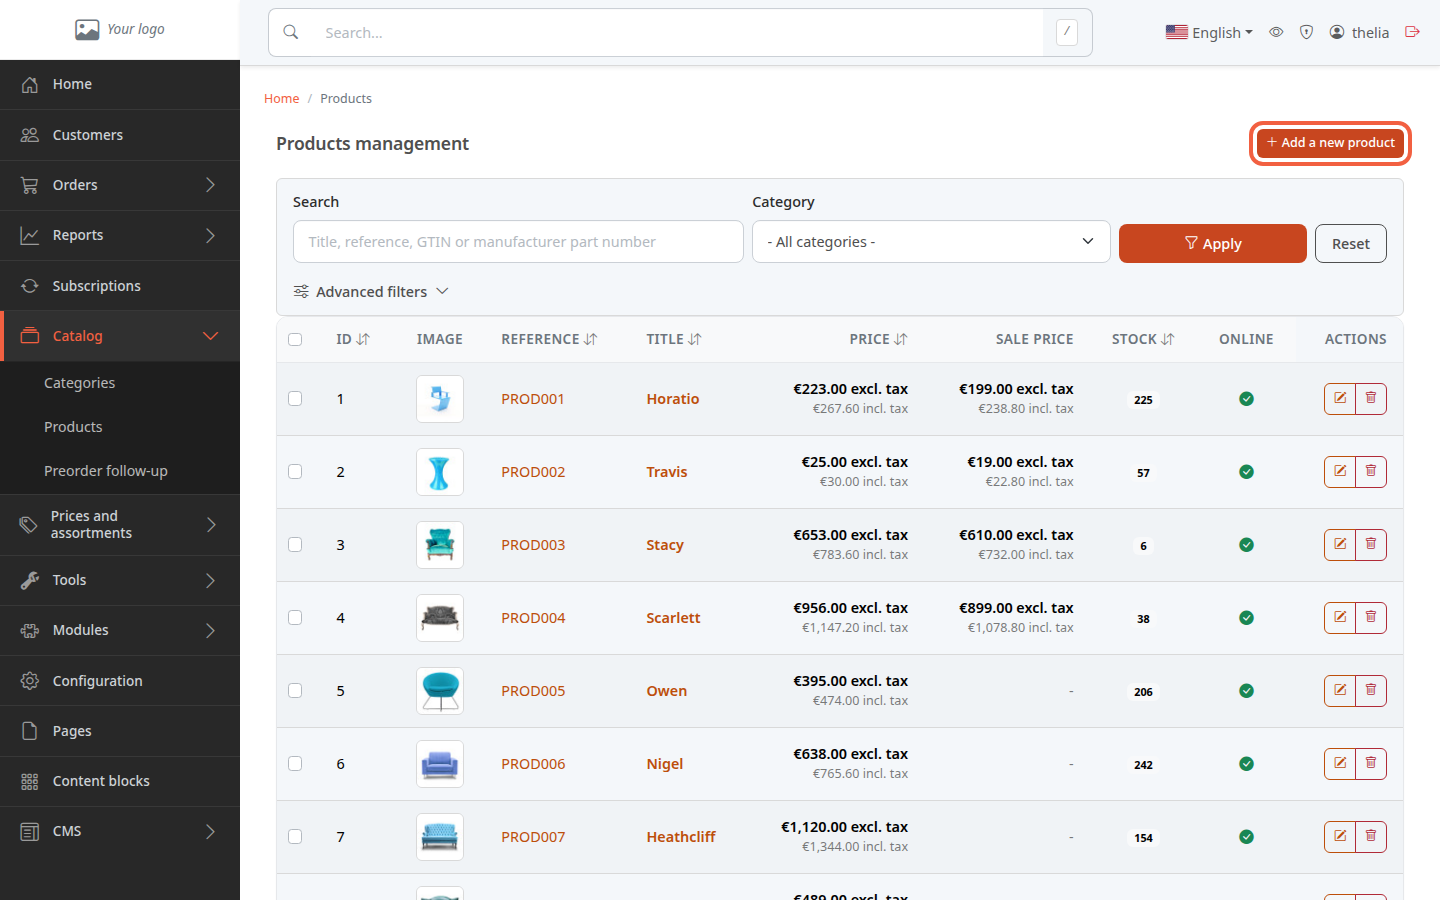 Your logo
Search...
/
English
thelia
Home
Customers
Orders
Reports
Subscriptions
Catalog
Categories
Products
Preorder follow-up
Prices and
assortments
Tools
Modules
Configuration
Pages
Content blocks
CMS
Home / Products
Products management
+ Add a new product
Search
Category
Title, reference, GTIN or manufacturer part number
- All categories -
Apply
Reset
Advanced filters
ID IMAGE REFERENCE TITLE PRICE SALE PRICE STOCK ONLINE ACTIONS
1 PROD001 Horatio €223.00 excl. tax €199.00 excl. tax 225
€267.60 incl. tax €238.80 incl. tax
2 PROD002 Travis €25.00 excl. tax €19.00 excl. tax 57
€30.00 incl. tax €22.80 incl. tax
3 PROD003 Stacy €653.00 excl. tax €610.00 excl. tax 6
€783.60 incl. tax €732.00 incl. tax
4 PROD004 Scarlett €956.00 excl. tax €899.00 excl. tax 38
€1,147.20 incl. tax €1,078.80 incl. tax
5 PROD005 Owen €395.00 excl. tax - 206
€474.00 incl. tax
6 PROD006 Nigel €638.00 excl. tax - 242
€765.60 incl. tax
7 PROD007 Heathcliff €1,120.00 excl. tax - 154
€1,344.00 incl. tax
€489.00 excl. tax